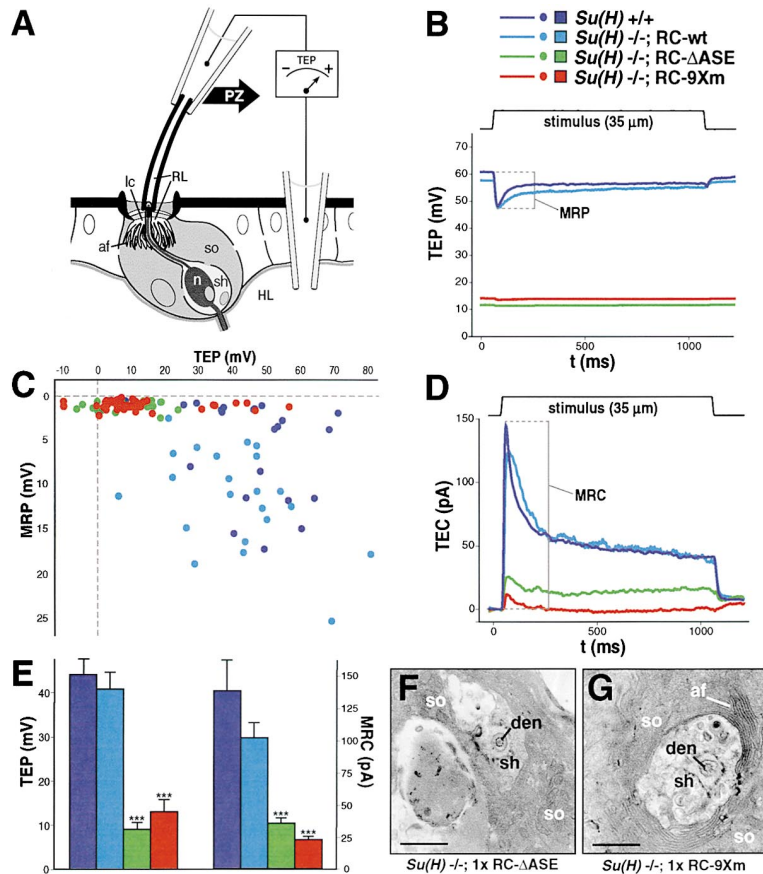 A
TEP
− +
PZ
lc
RL
af
so
n
sh
HL
B
Su(H) +/+
Su(H) -/-; RC-wt
Su(H) -/-; RC-ΔASE
Su(H) -/-; RC-9Xm
stimulus (35 µm)
TEP (mV)
70
60
50
40
30
20
10
0
MRP
0 1000
t (ms)
C
TEP (mV)
-10 0 10 20 30 40 50 60 70 80
MRP (mV)
0
5
10
15
20
25
D
stimulus (35 µm)
TEC (pA)
150
100
50
0
MRC
0 500 1000
t (ms)
E
TEP (mV)
40
30
20
10
0
*** ***
*** ***
MRC (pA)
150
125
100
75
50
25
0
F
so
den
sh
so
Su(H) -/-; 1x RC-ΔASE
G
af
so
den
sh
so
Su(H) -/-; 1x RC-9Xm